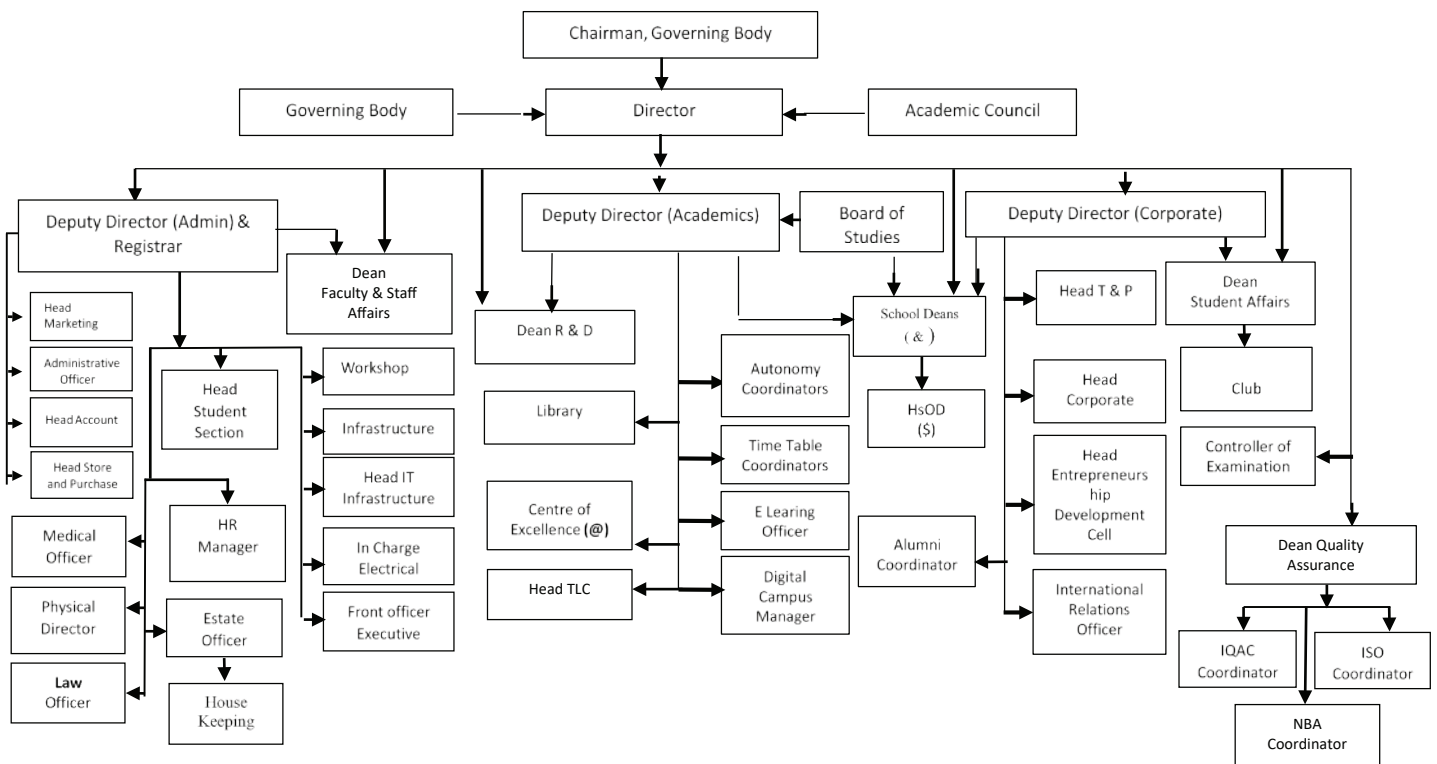 Chairman, Governing Body
Governing Body
Director
Academic Council
Deputy Director (Admin) &
Registrar
Deputy Director (Academics)
Board of
Studies
Deputy Director (Corporate)
Dean
Faculty & Staff
Affairs
Dean
Student Affairs
Head
Marketing
Administrative
Officer
Head Account
Head Store
and Purchase
Head
Student
Section
Workshop
Infrastructure
Head IT
Infrastructure
In Charge
Electrical
Front officer
Executive
HR
Manager
Medical
Officer
Physical
Director
Law
Officer
Estate
Officer
House
Keeping
Dean R & D
School Deans
( & )
HsOD
($)
Library
Centre of
Excellence (@)
Head TLC
Autonomy
Coordinators
Time Table
Coordinators
E Learing
Officer
Digital
Campus
Manager
Head T & P
Head
Corporate
Head
Entrepreneurs
hip
Development
Cell
Alumni
Coordinator
International
Relations
Officer
Club
Controller of
Examination
Dean Quality
Assurance
IQAC
Coordinator
ISO
Coordinator
NBA
Coordinator